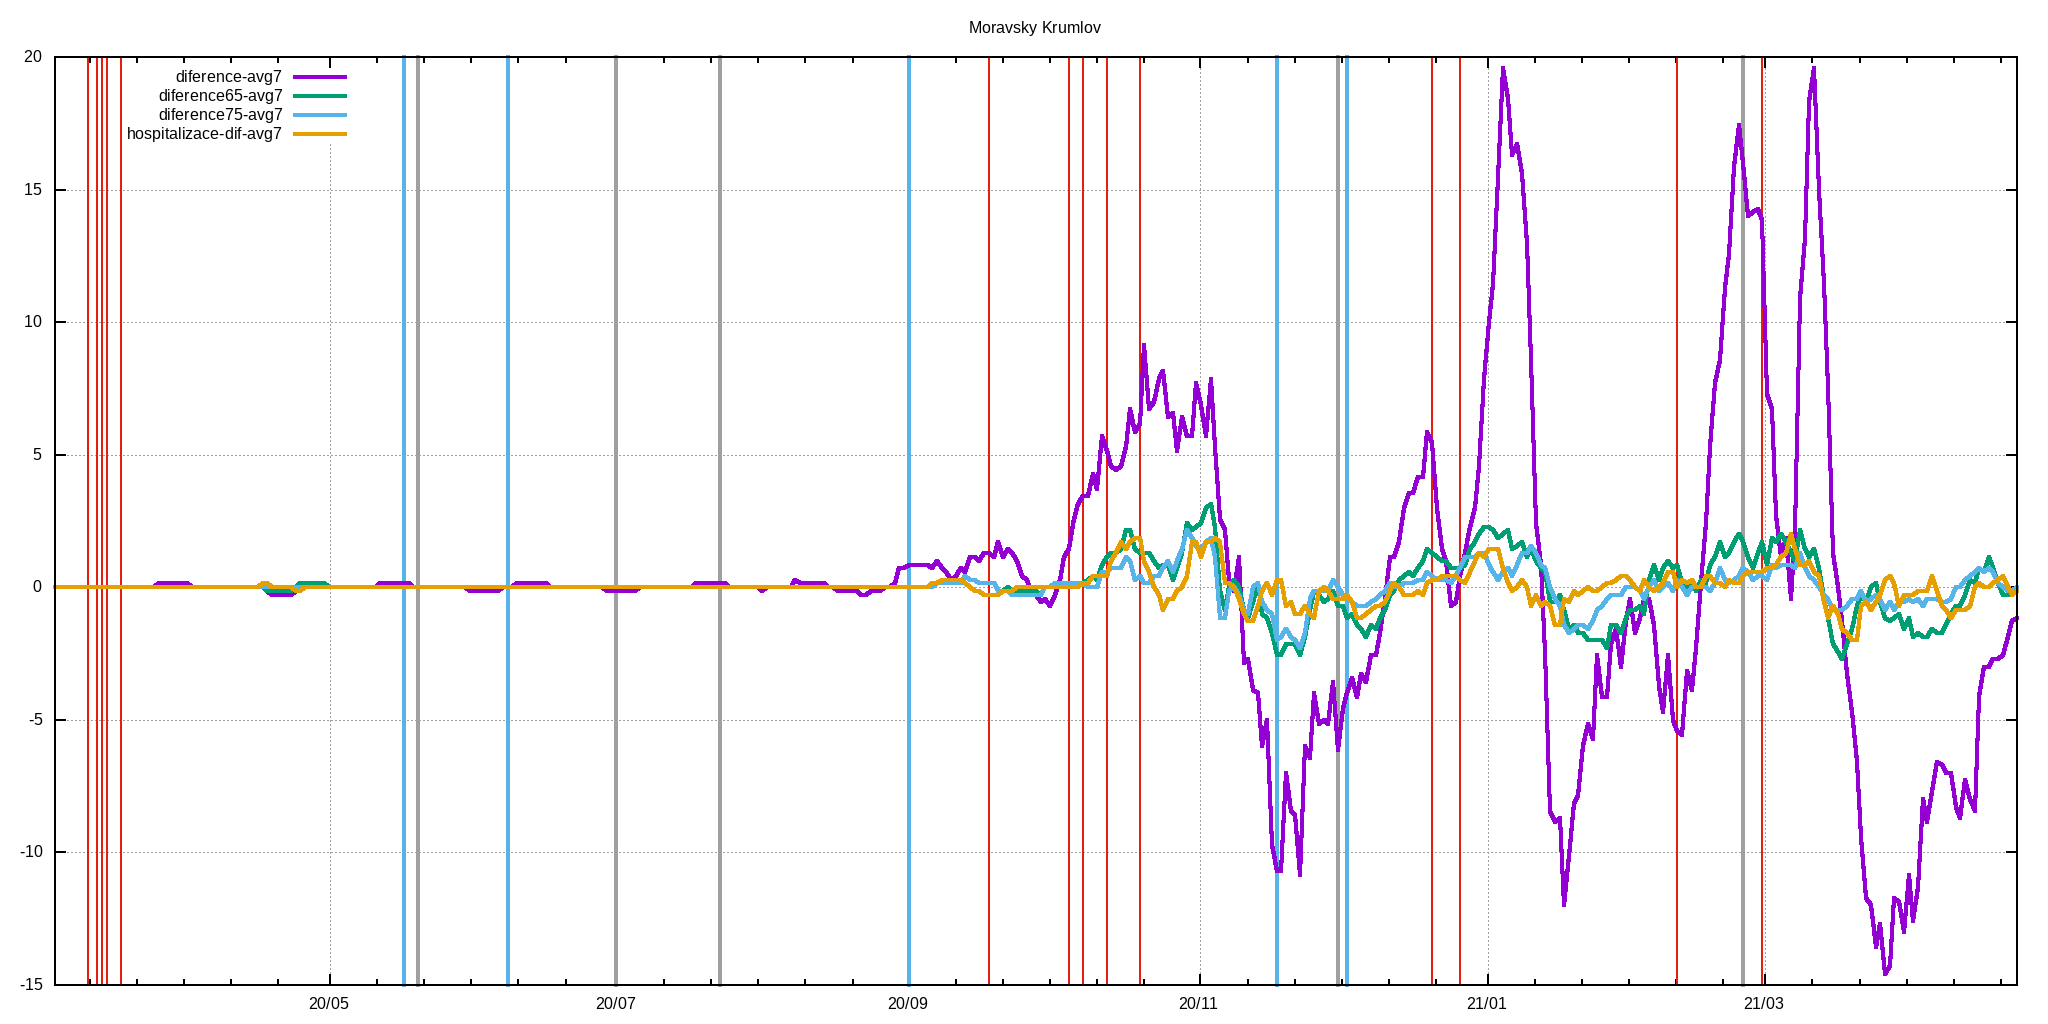 Moravsky Krumlov
20
15
10
5
0
-5
-10
-15
diference-avg7
diference65-avg7
diference75-avg7
hospitalizace-dif-avg7
20/05
20/07
20/09
20/11
21/01
21/03